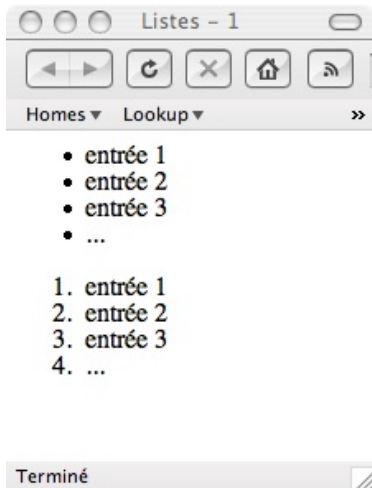 Listes – 1
Homes ▾ Lookup ▾ »
• entrée 1
• entrée 2
• entrée 3
• ...
1. entrée 1
2. entrée 2
3. entrée 3
4. ...
Terminé